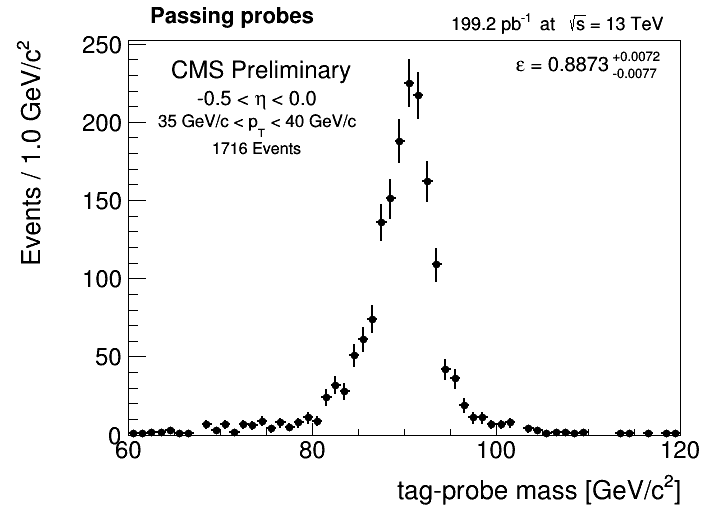 Passing probes
199.2 pb⁻¹ at √s = 13 TeV
CMS Preliminary
-0.5 < η < 0.0
35 GeV/c < p_T < 40 GeV/c
1716 Events
ε = 0.8873 +0.0072 -0.0077
Events / 1.0 GeV/c²
250
200
150
100
50
0
60 80 100 120
tag-probe mass [GeV/c²]